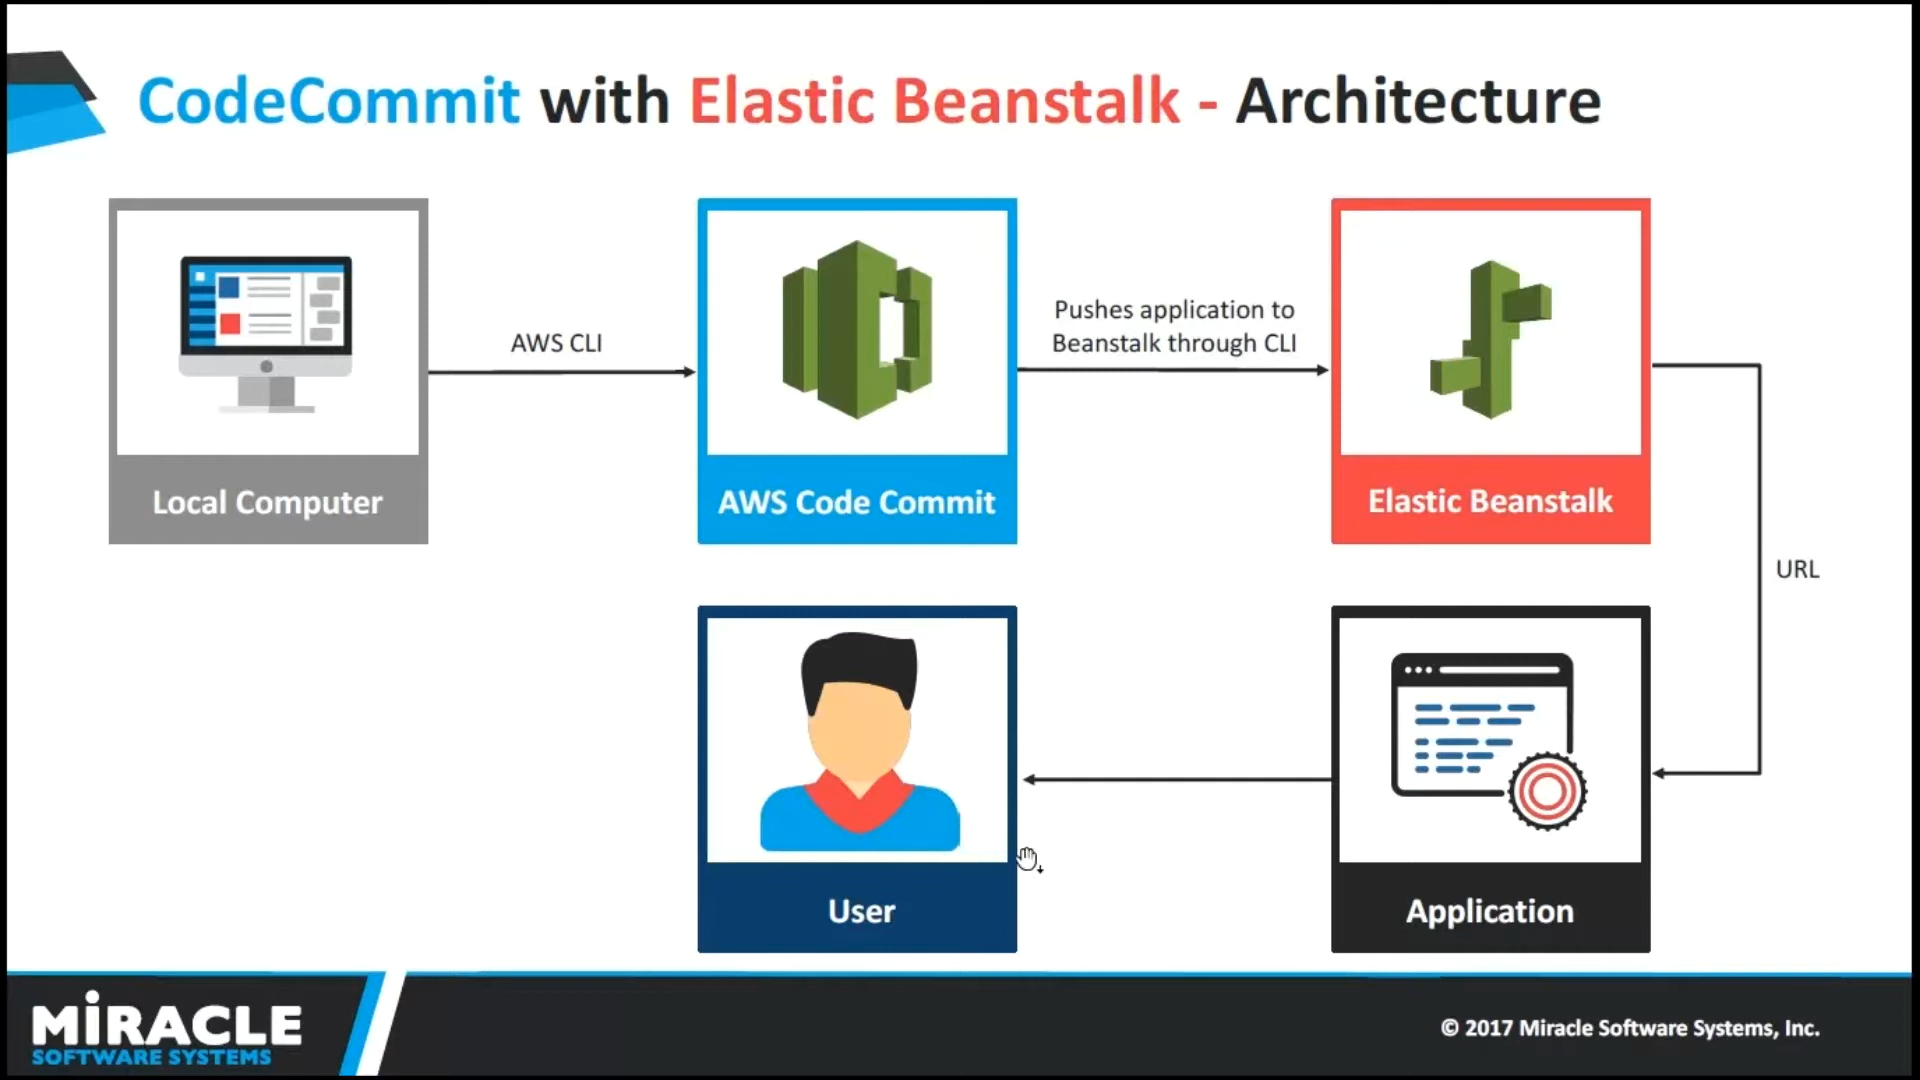 CodeCommit with Elastic Beanstalk - Architecture
AWS CLI
Pushes application to
Beanstalk through CLI
Local Computer
AWS Code Commit
Elastic Beanstalk
URL
User
Application
MiRACLE
SOFTWARE SYSTEMS
© 2017 Miracle Software Systems, Inc.